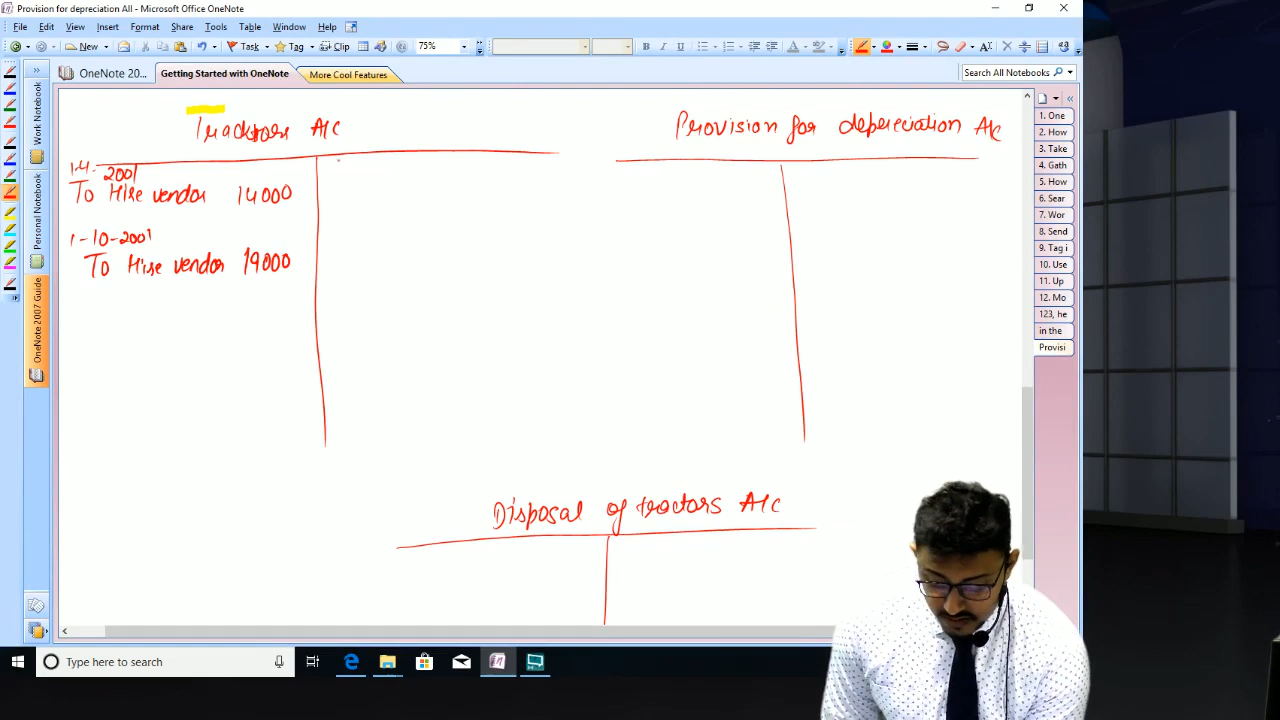 Provision for depreciation All - Microsoft Office OneNote
File Edit View Insert Format Share Tools Table Window Help
New Task Tag Clip 75%
OneNote 20... Getting Started with OneNote More Cool Features Search All Notebooks
Work Notebook
Personal Notebook
OneNote 2007 Guide
Tractors A/c
1-4-2001
To Hire vendor 14000
1-10-2001
To Hire vendor 19000
Provision for depreciation A/c
Disposal of tractors A/c
1. One
2. How
3. Take
4. Gath
5. How
6. Sear
7. Wor
8. Send
9. Tag i
10. Use
11. Up
12. Mo
123, he
in the
Provisi
Type here to search